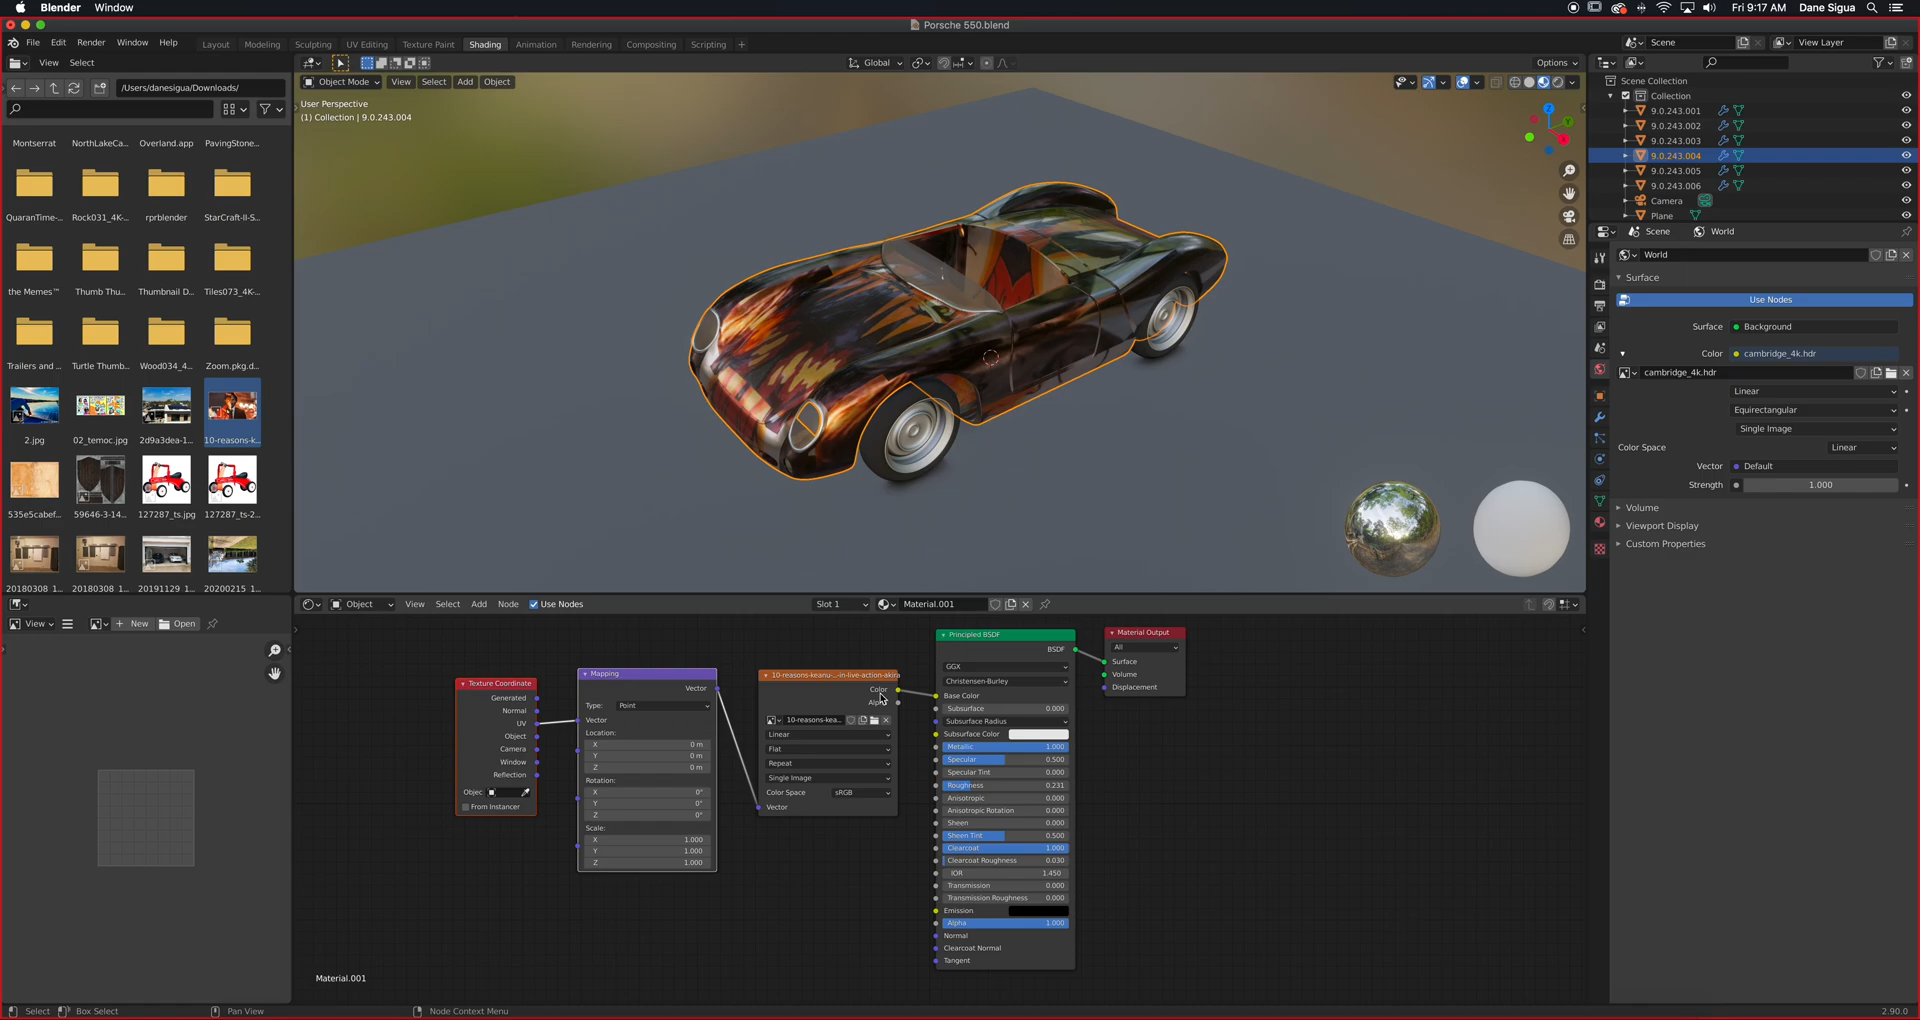 Blender Window
Fri 9:17 AM Dane Sigua
Porsche 550.blend
File Edit Render Window Help
Layout Modeling Sculpting UV Editing Texture Paint Shading Animation Rendering Compositing Scripting +
Scene
View Layer
View Select
Global
Options
/Users/danesigua/Downloads/
Object Mode View Select Add Object
User Perspective
(1) Collection | 9.0.243.004
Montserrat NorthLakeCa... Overland.app PavingStone...
QuaranTime-... Rock031_4K-... rprblender StarCraft-II-S...
the Memes™ Thumb Thu... Thumbnail D... Tiles073_4K-...
Trailers and ... Turtle Thumb... Wood034_4... Zoom.pkg.d...
2.jpg 02_temoc.jpg 2d9a3dea-1... 10-reasons-k...
535e5cabef... 59646-3-14... 127287_ts.jpg 127287_ts-2...
20180308_1... 20180308_1... 20191129_1... 20200215_1...
Z
Y
X
Scene Collection
Collection
9.0.243.001
9.0.243.002
9.0.243.003
9.0.243.004
9.0.243.005
9.0.243.006
Camera
Plane
Scene World
World
Surface
Use Nodes
Surface Background
Color cambridge_4k.hdr
cambridge_4k.hdr
Linear
Equirectangular
Single Image
Color Space Linear
Vector Default
Strength 1.000
Volume
Viewport Display
Custom Properties
View New Open
Object View Select Add Node Use Nodes Slot 1 Material.001
Texture Coordinate
Generated
Normal
UV
Object
Camera
Window
Reflection
Objec
From Instancer
Mapping
Vector
Type: Point
Vector
Location:
X 0 m
Y 0 m
Z 0 m
Rotation:
X 0°
Y 0°
Z 0°
Scale:
X 1.000
Y 1.000
Z 1.000
10-reasons-keanu-...-in-live-action-akira
Color
Alpha
10-reasons-kea...
Linear
Flat
Repeat
Single Image
Color Space sRGB
Vector
Principled BSDF
BSDF
GGX
Christensen-Burley
Base Color
Subsurface 0.000
Subsurface Radius
Subsurface Color
Metallic 1.000
Specular 0.500
Specular Tint 0.000
Roughness 0.231
Anisotropic 0.000
Anisotropic Rotation 0.000
Sheen 0.000
Sheen Tint 0.500
Clearcoat 1.000
Clearcoat Roughness 0.030
IOR 1.450
Transmission 0.000
Transmission Roughness 0.000
Emission
Alpha 1.000
Normal
Clearcoat Normal
Tangent
Material Output
All
Surface
Volume
Displacement
Material.001
Select Box Select Pan View Node Context Menu 2.90.0